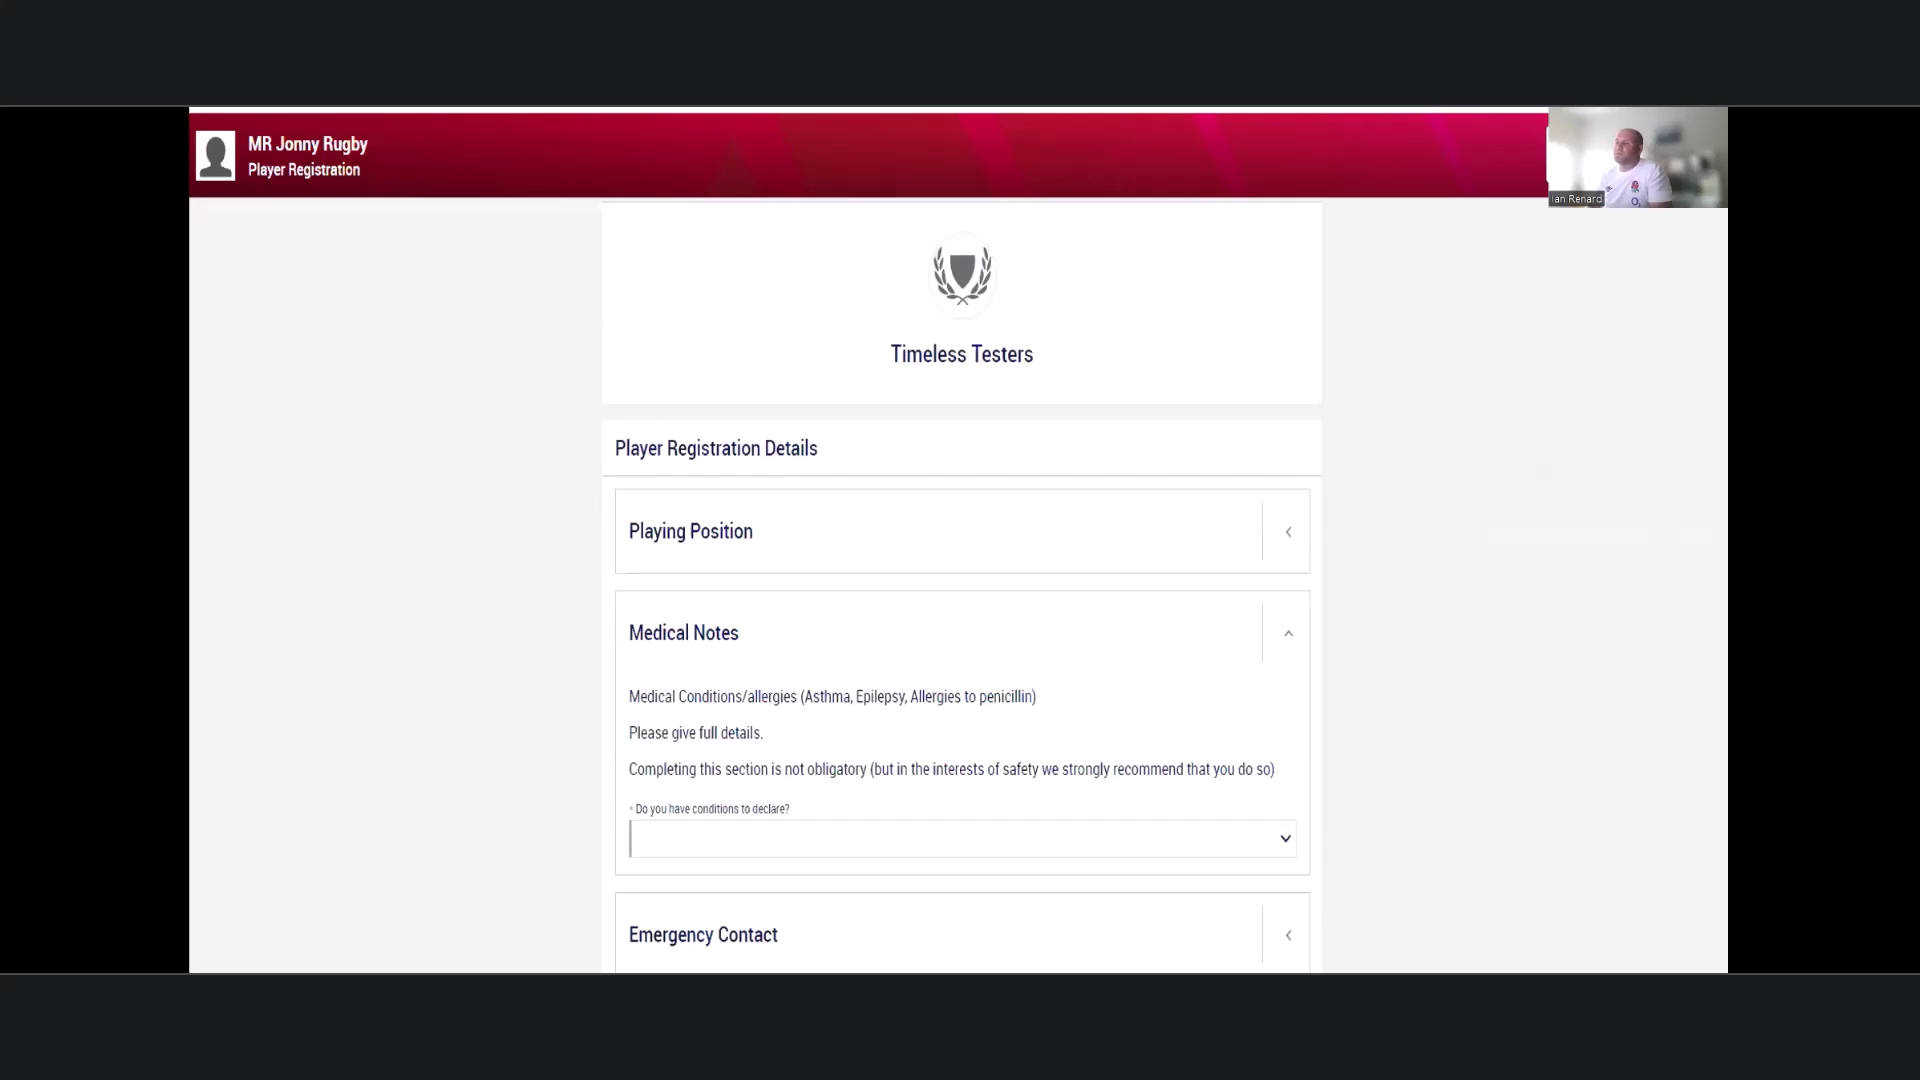 MR Jonny Rugby
Player Registration
Ian Renard
O2
Timeless Testers
Player Registration Details
Playing Position
Medical Notes
Medical Conditions/allergies (Asthma, Epilepsy, Allergies to penicillin)
Please give full details.
Completing this section is not obligatory (but in the interests of safety we strongly recommend that you do so)
* Do you have conditions to declare?
Emergency Contact